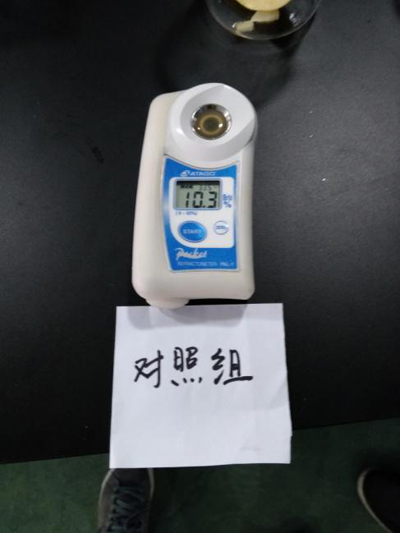 ATAGO
10.3
Brix
%
START
ZERO
Pocket
REFRACTOMETER PAL-1
对照组